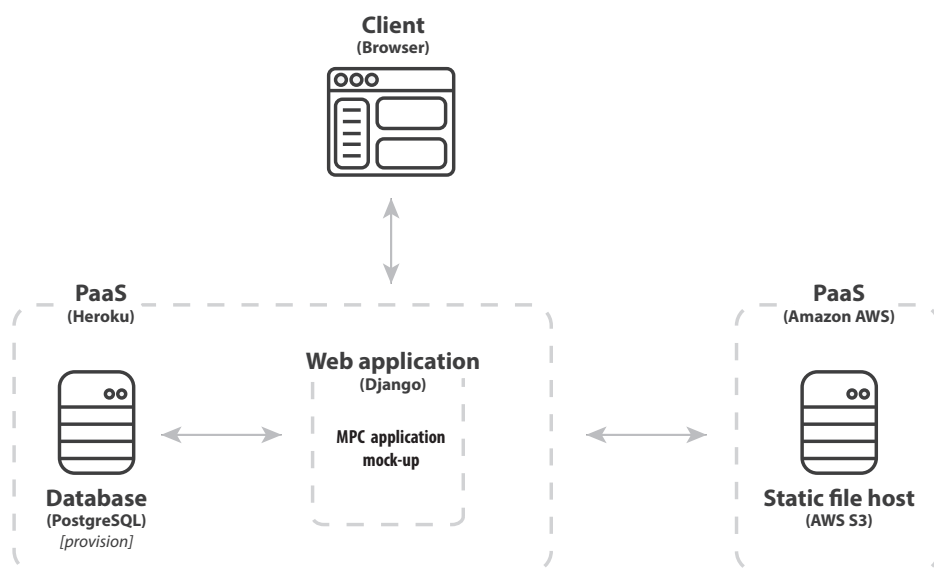 Client
(Browser)
PaaS
(Heroku)
PaaS
(Amazon AWS)
Web application
(Django)
MPC application
mock-up
Database
(PostgreSQL)
[provision]
Static file host
(AWS S3)